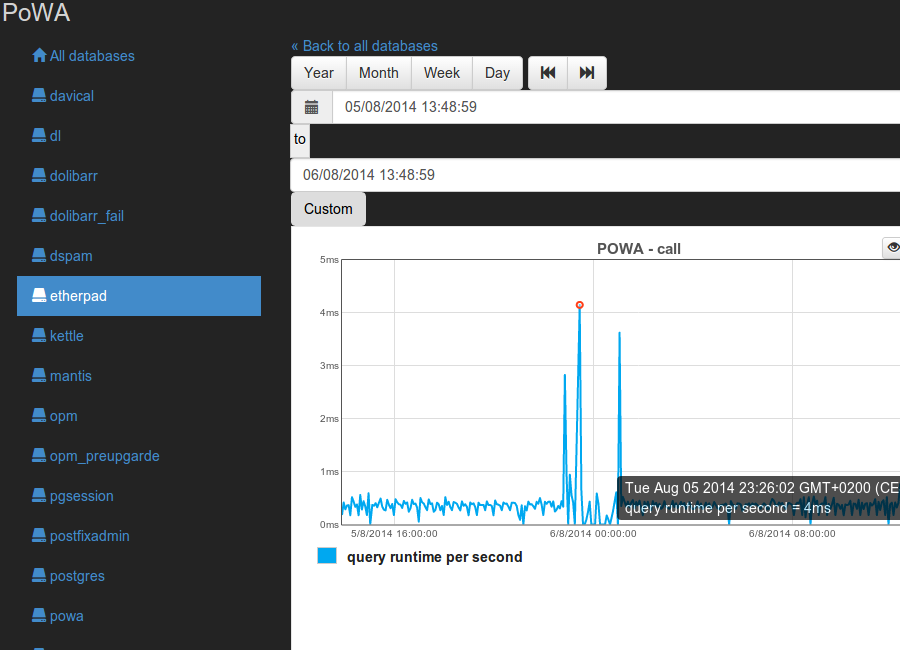 PoWA
All databases
davical
dl
dolibarr
dolibarr_fail
dspam
etherpad
kettle
mantis
opm
opm_preupgarde
pgsession
postfixadmin
postgres
powa
« Back to all databases
Year Month Week Day
05/08/2014 13:48:59
to
06/08/2014 13:48:59
Custom
POWA - call
5ms
4ms
3ms
2ms
1ms
0ms
Tue Aug 05 2014 23:26:02 GMT+0200 (CE
query runtime per second = 4ms
5/8/2014 16:00:00 6/8/2014 00:00:00 6/8/2014 08:00:00
query runtime per second